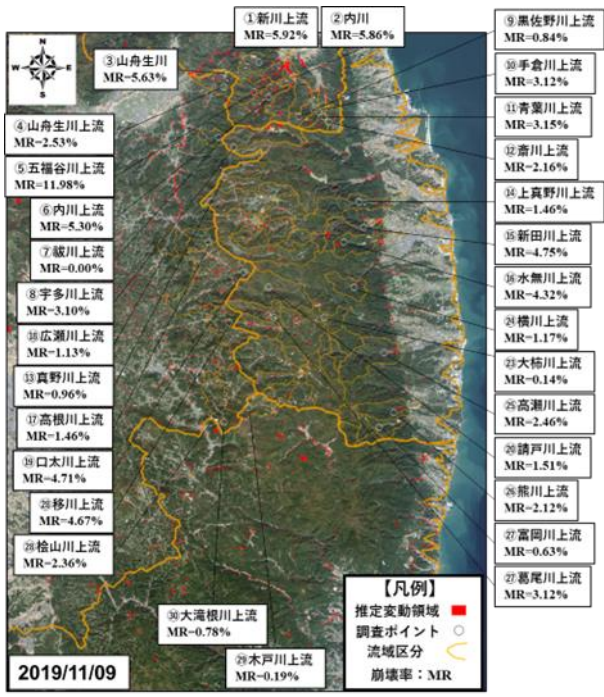 ①新川上流
MR=5.92%
②内川
MR=5.86%
③山舟生川
MR=5.63%
④山舟生川上流
MR=2.53%
⑤五福谷川上流
MR=11.98%
⑥内川上流
MR=5.30%
⑦祓川上流
MR=0.00%
⑧宇多川上流
MR=3.10%
⑱広瀬川上流
MR=1.13%
⑬真野川上流
MR=0.96%
⑰高根川上流
MR=1.46%
⑲口太川上流
MR=4.71%
⑳移川上流
MR=4.67%
㉘桧山川上流
MR=2.36%
⑨黒佐野川上流
MR=0.84%
⑩手倉川上流
MR=3.12%
⑪青葉川上流
MR=3.15%
⑫斎川上流
MR=2.16%
⑭上真野川上流
MR=1.46%
⑮新田川上流
MR=4.75%
⑯水無川上流
MR=4.32%
㉔横川上流
MR=1.17%
㉓大柿川上流
MR=0.14%
㉕高瀬川上流
MR=2.46%
⑳請戸川上流
MR=1.51%
㉖熊川上流
MR=2.12%
㉗富岡川上流
MR=0.63%
㉗葛尾川上流
MR=3.12%
㉚大滝根川上流
MR=0.78%
㉙木戸川上流
MR=0.19%
N
W E
S
2019/11/09
【凡例】
推定変動領域
調査ポイント
流域区分
崩壊率：MR